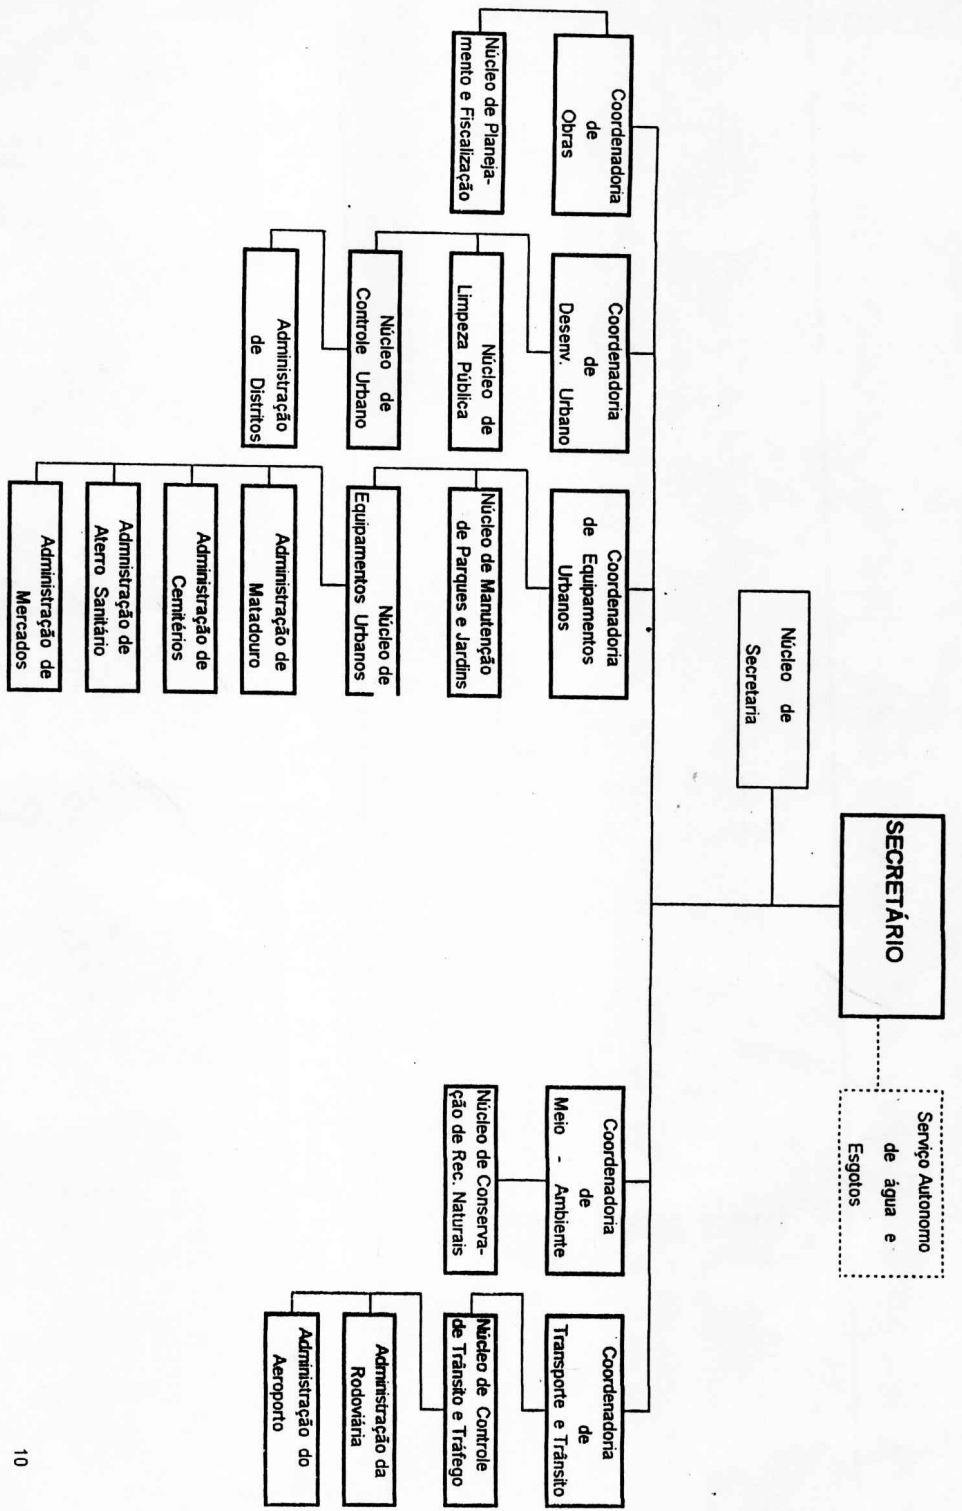 SECRETÁRIO
Serviço Autonomo
de água e
Esgotos
Núcleo de
Secretaria
Coordenadoria
de
Obras
Núcleo de Planeja-
mento e Fiscalização
Coordenadoria
de
Desenv. Urbano
Núcleo de
Limpeza Pública
Núcleo de
Controle Urbano
Administração
de Distritos
Coordenadoria
de Equipamentos
Urbanos
Núcleo de Manutenção
de Parques e Jardins
Núcleo de
Equipamentos Urbanos
Administração de
Matadouro
Administração de
Cemitérios
Admnistração de
Aterro Sanitário
Administração de
Mercados
Coordenadoria
de
Meio - Ambiente
Núcleo de Conserva-
ção de Rec. Naturais
Coordenadoria
de
Transporte e Trânsito
Núcleo de Controle
de Trânsito e Tráfego
Administração da
Rodoviária
Administração do
Aeroporto
10